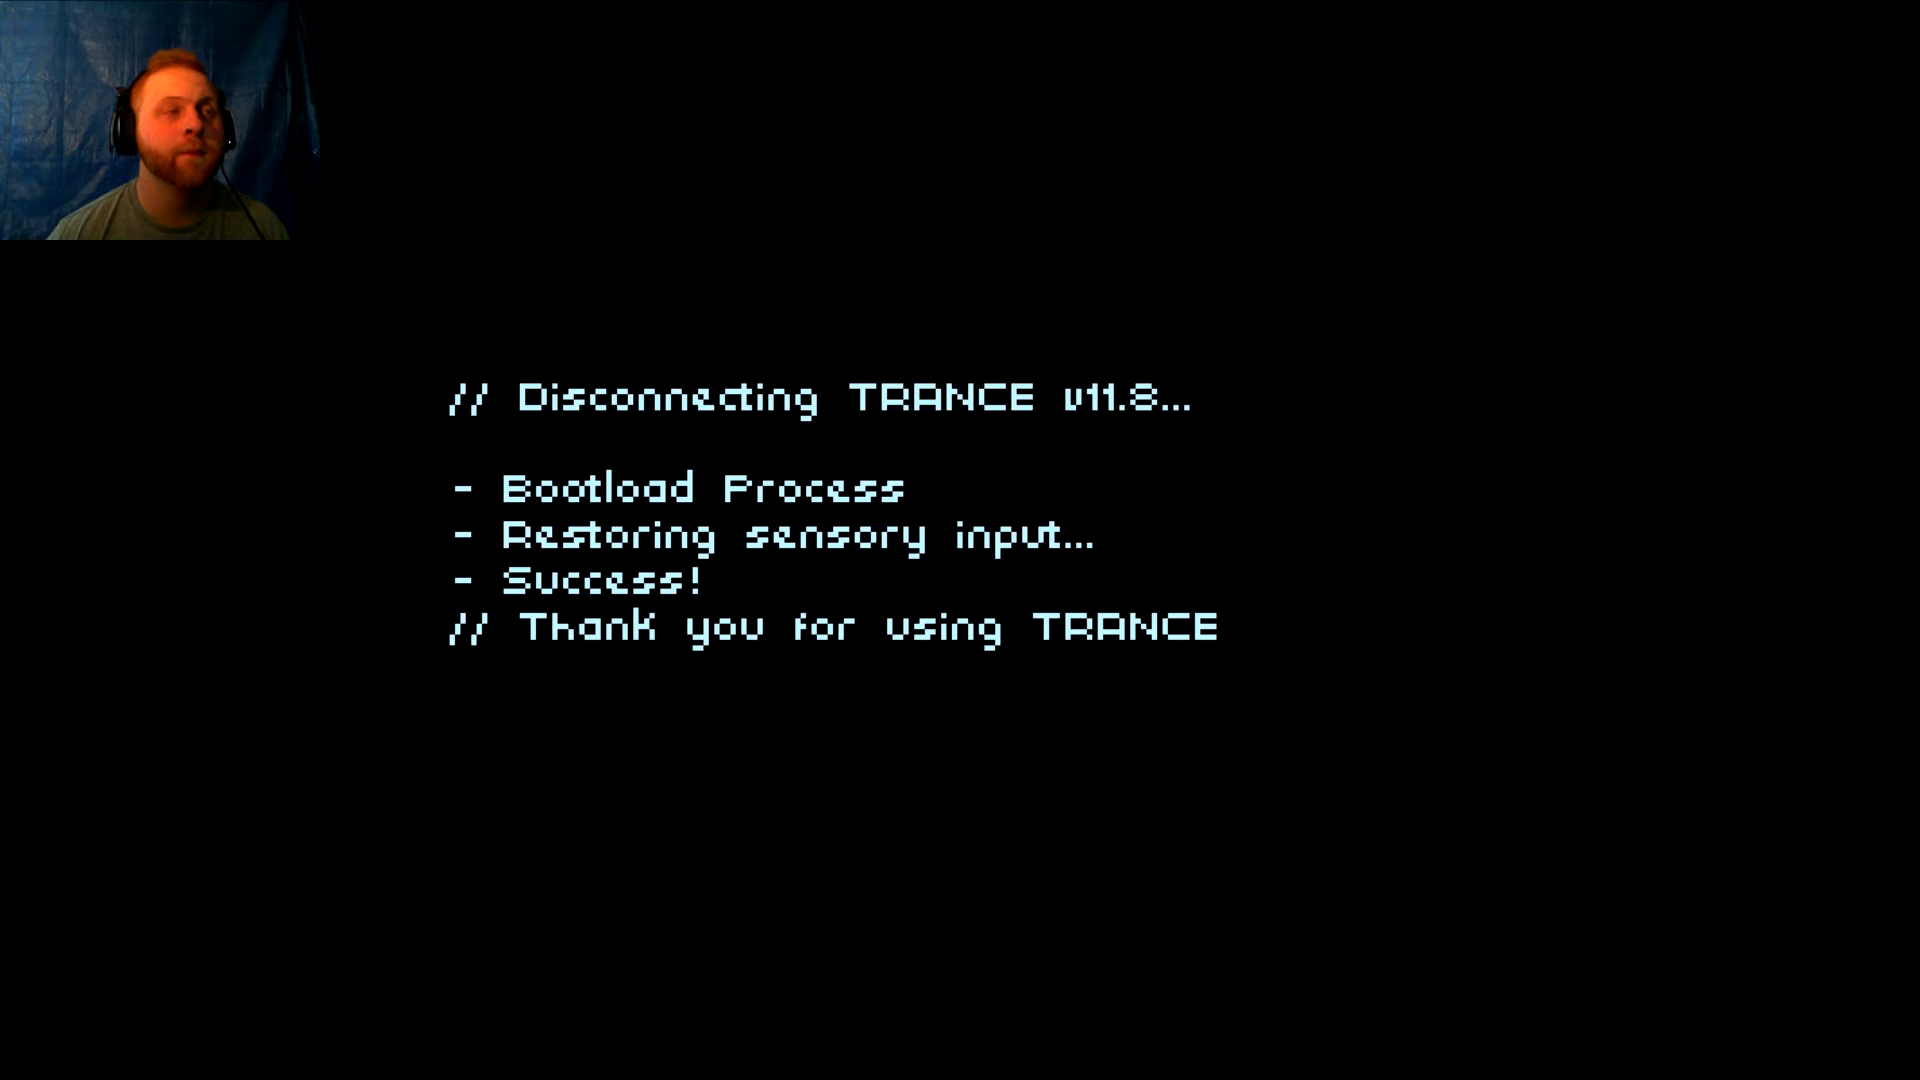 // Disconnecting TRANCE v11.8...
- Bootload Process
- Restoring sensory input...
- Success!
// Thank you for using TRANCE